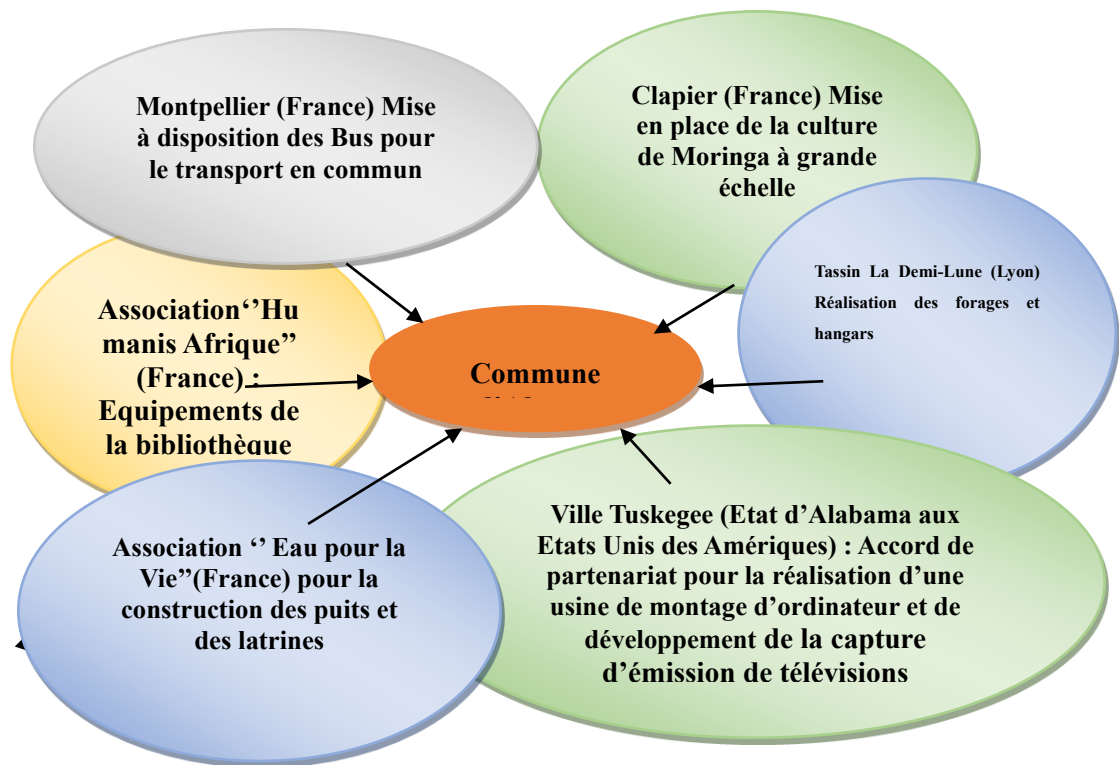 Montpellier (France) Mise
à disposition des Bus pour
le transport en commun
Clapier (France) Mise
en place de la culture
de Moringa à grande
échelle
Tassin La Demi-Lune (Lyon)
Réalisation des forages et
hangars
Association‘’Hu
manis Afrique’’
(France) :
Equipements de
la bibliothèque
Commune
Association ‘’ Eau pour la
Vie’’(France) pour la
construction des puits et
des latrines
Ville Tuskegee (Etat d’Alabama aux
Etats Unis des Amériques) : Accord de
partenariat pour la réalisation d’une
usine de montage d’ordinateur et de
développement de la capture
d’émission de télévisions